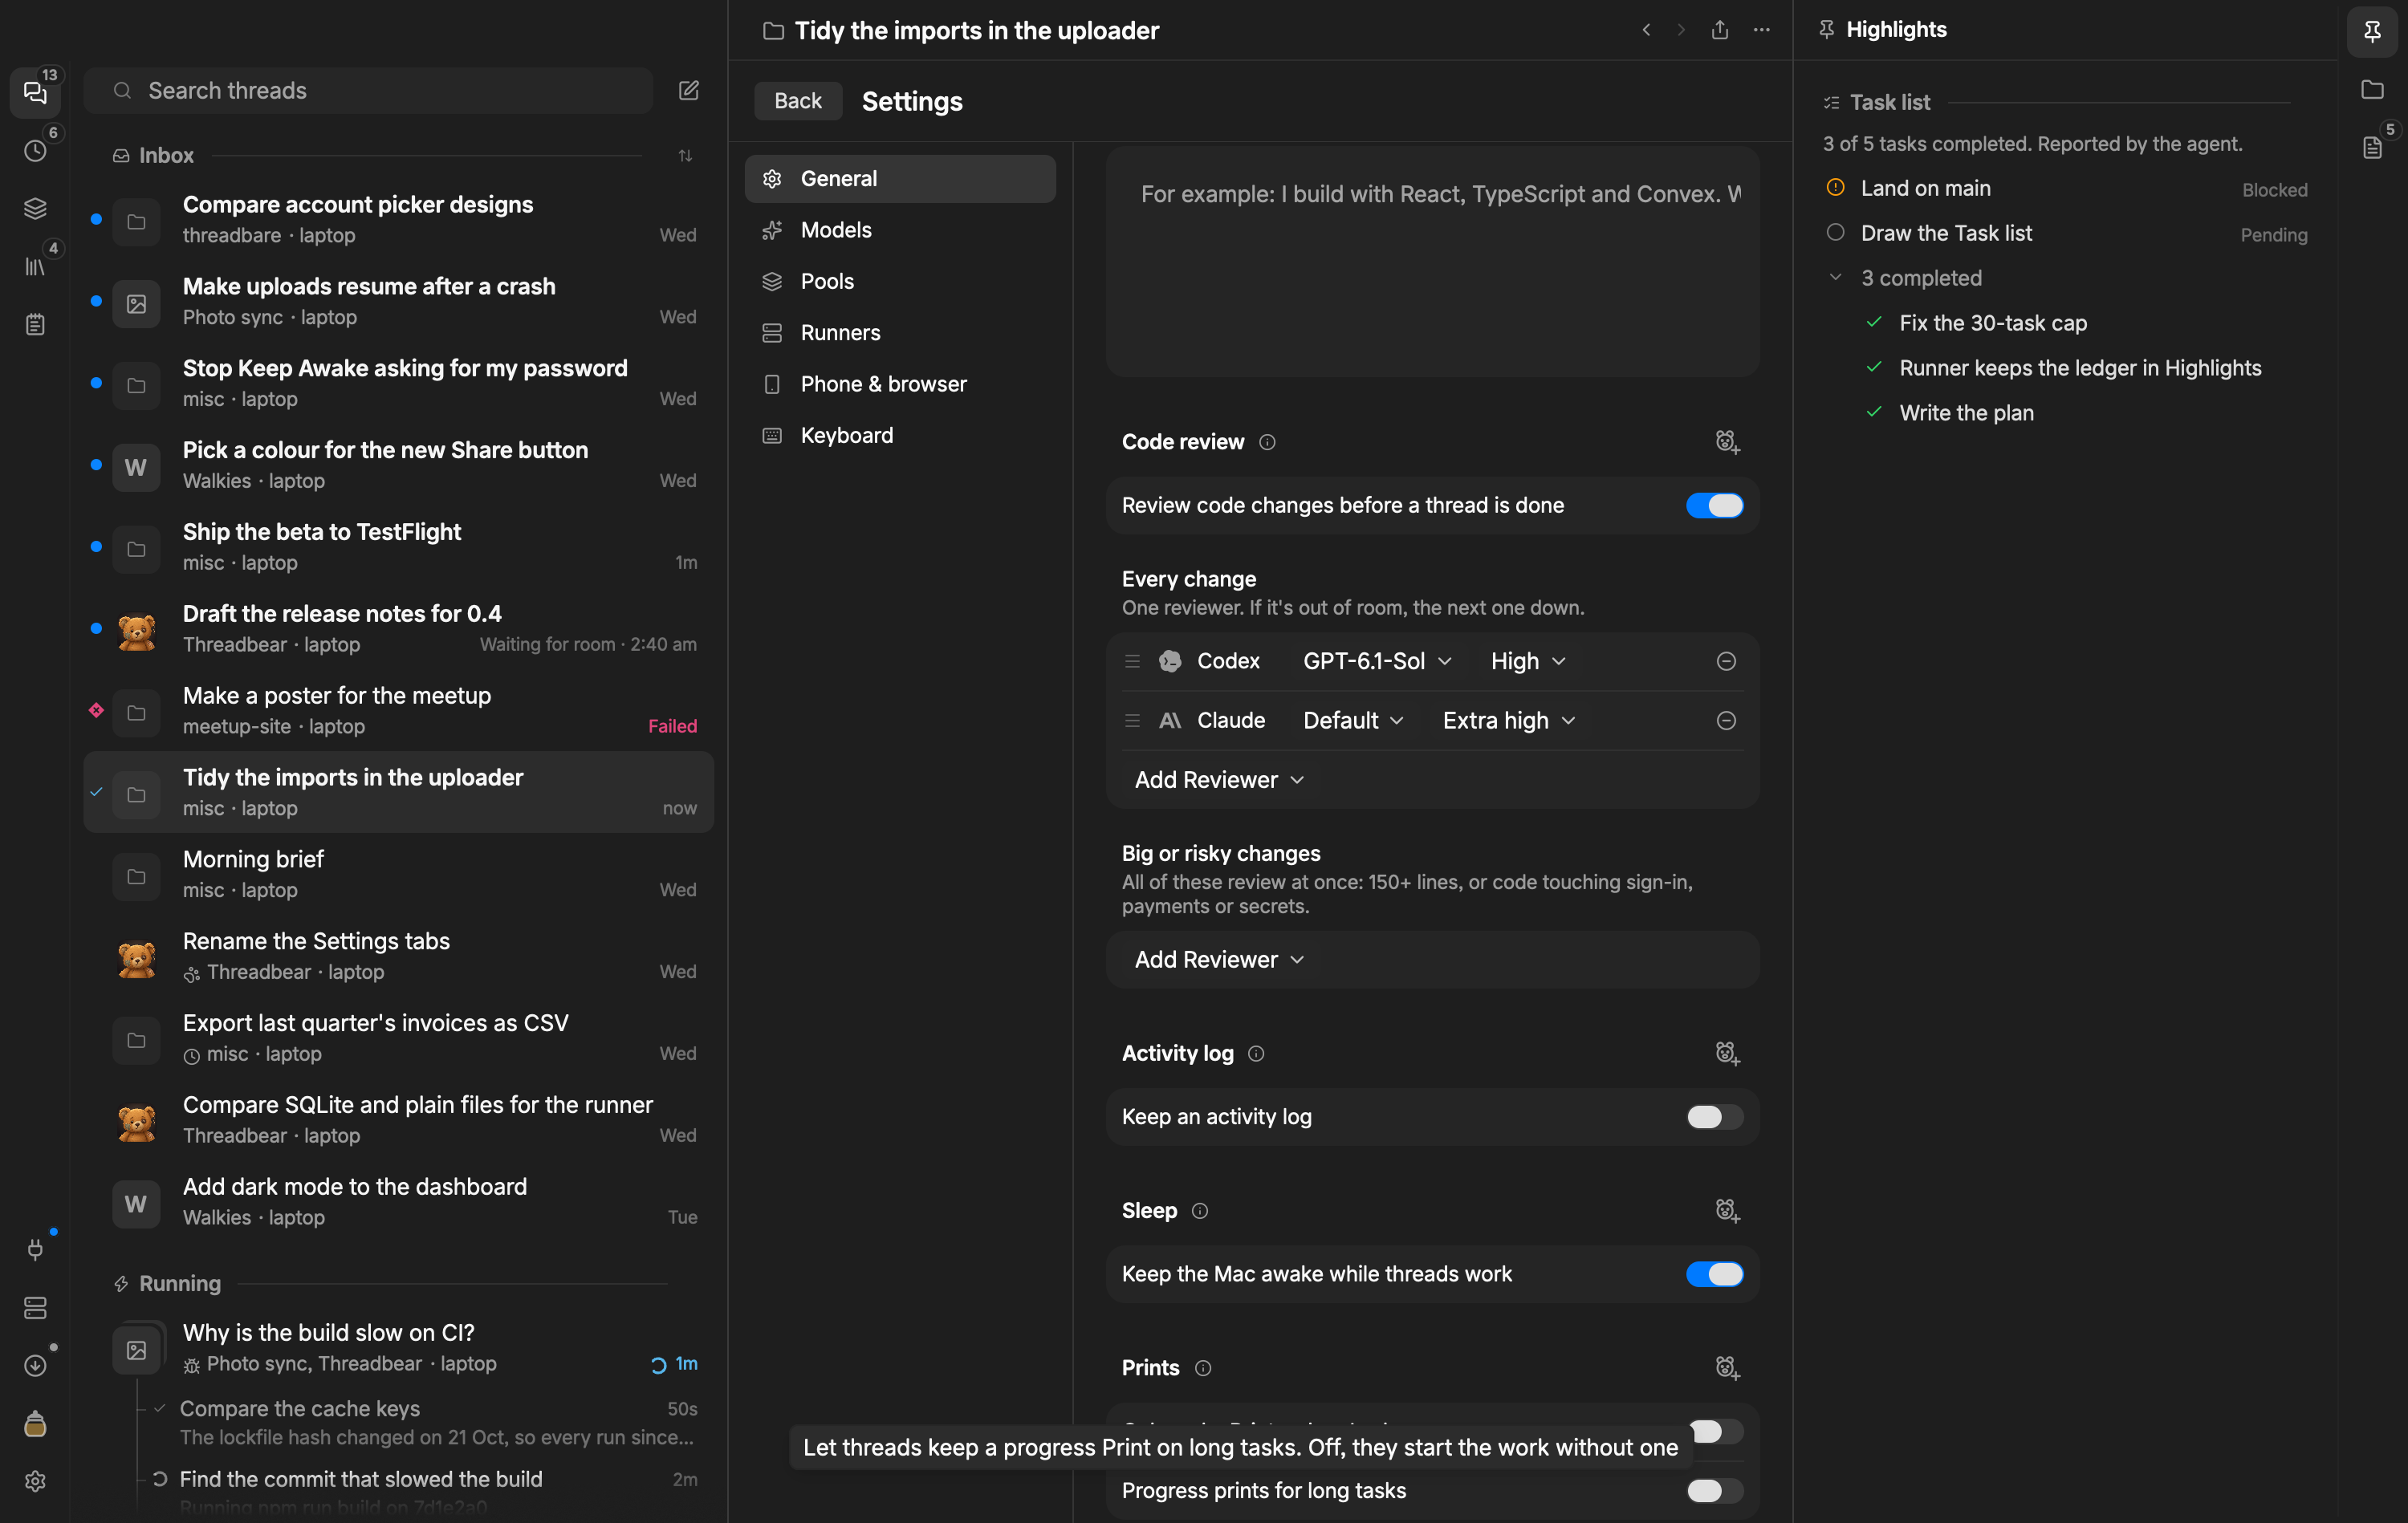 Tidy the imports in the uploader
Highlights
13
Search threads
Back
Settings
6
Inbox
Compare account picker designs
threadbare · laptop
Wed
4
Make uploads resume after a crash
Photo sync · laptop
Wed
Stop Keep Awake asking for my password
misc · laptop
Wed
W
Pick a colour for the new Share button
Walkies · laptop
Wed
Ship the beta to TestFlight
misc · laptop
1m
Draft the release notes for 0.4
Threadbear · laptop
Waiting for room · 2:40 am
Make a poster for the meetup
meetup-site · laptop
Failed
Tidy the imports in the uploader
misc · laptop
now
Morning brief
misc · laptop
Wed
Rename the Settings tabs
Threadbear · laptop
Wed
Export last quarter's invoices as CSV
misc · laptop
Wed
Compare SQLite and plain files for the runner
Threadbear · laptop
Wed
W
Add dark mode to the dashboard
Walkies · laptop
Tue
Running
Why is the build slow on CI?
Photo sync, Threadbear · laptop
1m
Compare the cache keys
50s
The lockfile hash changed on 21 Oct, so every run since...
Find the commit that slowed the build
2m
Running npm run build on 7d1e2a0
General
Models
Pools
Runners
Phone & browser
Keyboard
For example: I build with React, TypeScript and Convex. W
Code review
Review code changes before a thread is done
Every change
One reviewer. If it's out of room, the next one down.
Codex
GPT-6.1-Sol
High
Claude
Default
Extra high
Add Reviewer
Big or risky changes
All of these review at once: 150+ lines, or code touching sign-in,
payments or secrets.
Add Reviewer
Activity log
Keep an activity log
Sleep
Keep the Mac awake while threads work
Prints
Let threads keep a progress Print on long tasks. Off, they start the work without one
Progress prints for long tasks
Task list
3 of 5 tasks completed. Reported by the agent.
Land on main
Blocked
Draw the Task list
Pending
3 completed
Fix the 30-task cap
Runner keeps the ledger in Highlights
Write the plan
5